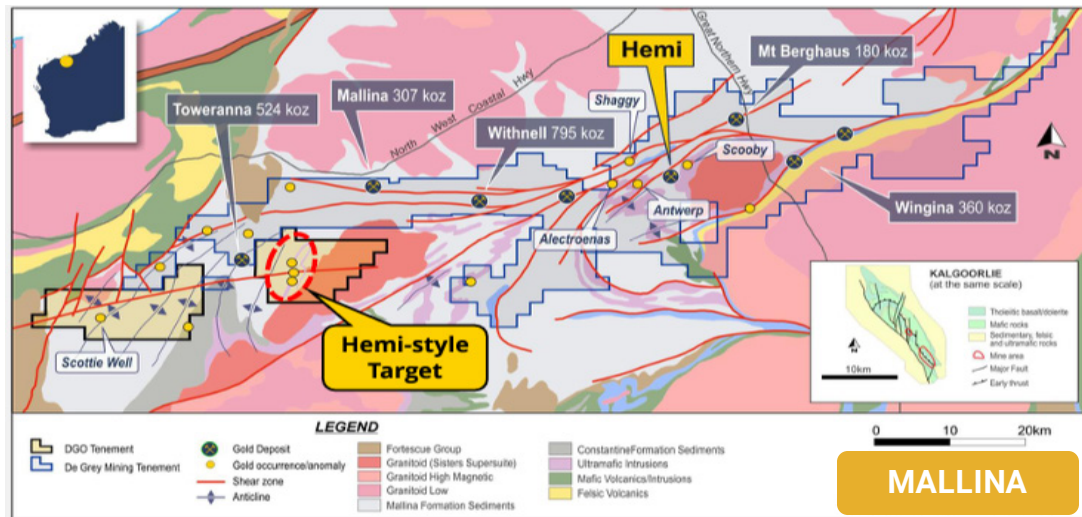 Hemi
Mt Berghaus 180 koz
Great Northern Hwy
Mallina 307 koz
Toweranna 524 koz
North West Coastal Hwy
Shaggy
Withnell 795 koz
Scooby
Antwerp
Wingina 360 koz
Alectroenas
N
Scottie Well
Hemi-style
Target
KALGOORLIE
(at the same scale)
Tholeiitic basalt/dolerite
Mafic rocks
Sedimentary, felsic
and ultramafic rocks
Mine area
Major Fault
Early thrust
N
10km
LEGEND
DGO Tenement
De Grey Mining Tenement
Gold Deposit
Gold occurrence/anomaly
Shear zone
Anticline
Fortescue Group
Granitoid (Sisters Supersuite)
Granitoid High Magnetic
Granitoid Low
Mallina Formation Sediments
ConstantineFormation Sediments
Ultramafic Intrusions
Mafic Volcanics/Intrusions
Felsic Volcanics
0 10 20km
MALLINA